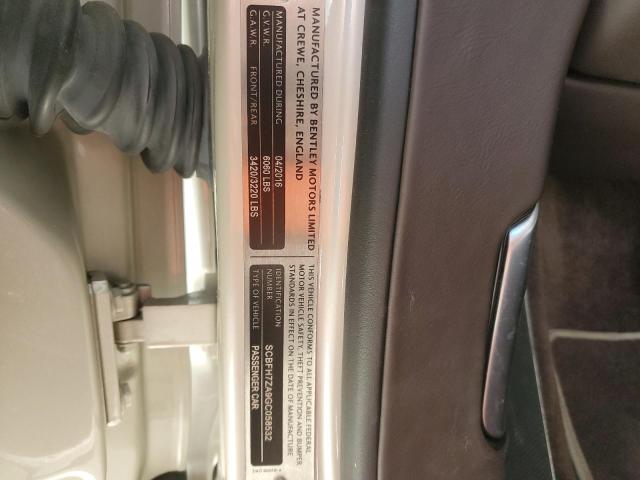 MANUFACTURED BY BENTLEY MOTORS LIMITED
AT CREWE, CHESHIRE, ENGLAND
MANUFACTURED DURING 04/2016
G.V.W.R. 6060 LBS
G.A.W.R. FRONT/REAR 3420/3220 LBS
THIS VEHICLE CONFORMS TO ALL APPLICABLE FEDERAL
MOTOR VEHICLE SAFETY, THEFT PREVENTION AND BUMPER
STANDARDS IN EFFECT ON THE DATE OF MANUFACTURE
IDENTIFICATION
NUMBER SCBFH7ZA9GC058532
TYPE OF VEHICLE PASSENGER CAR